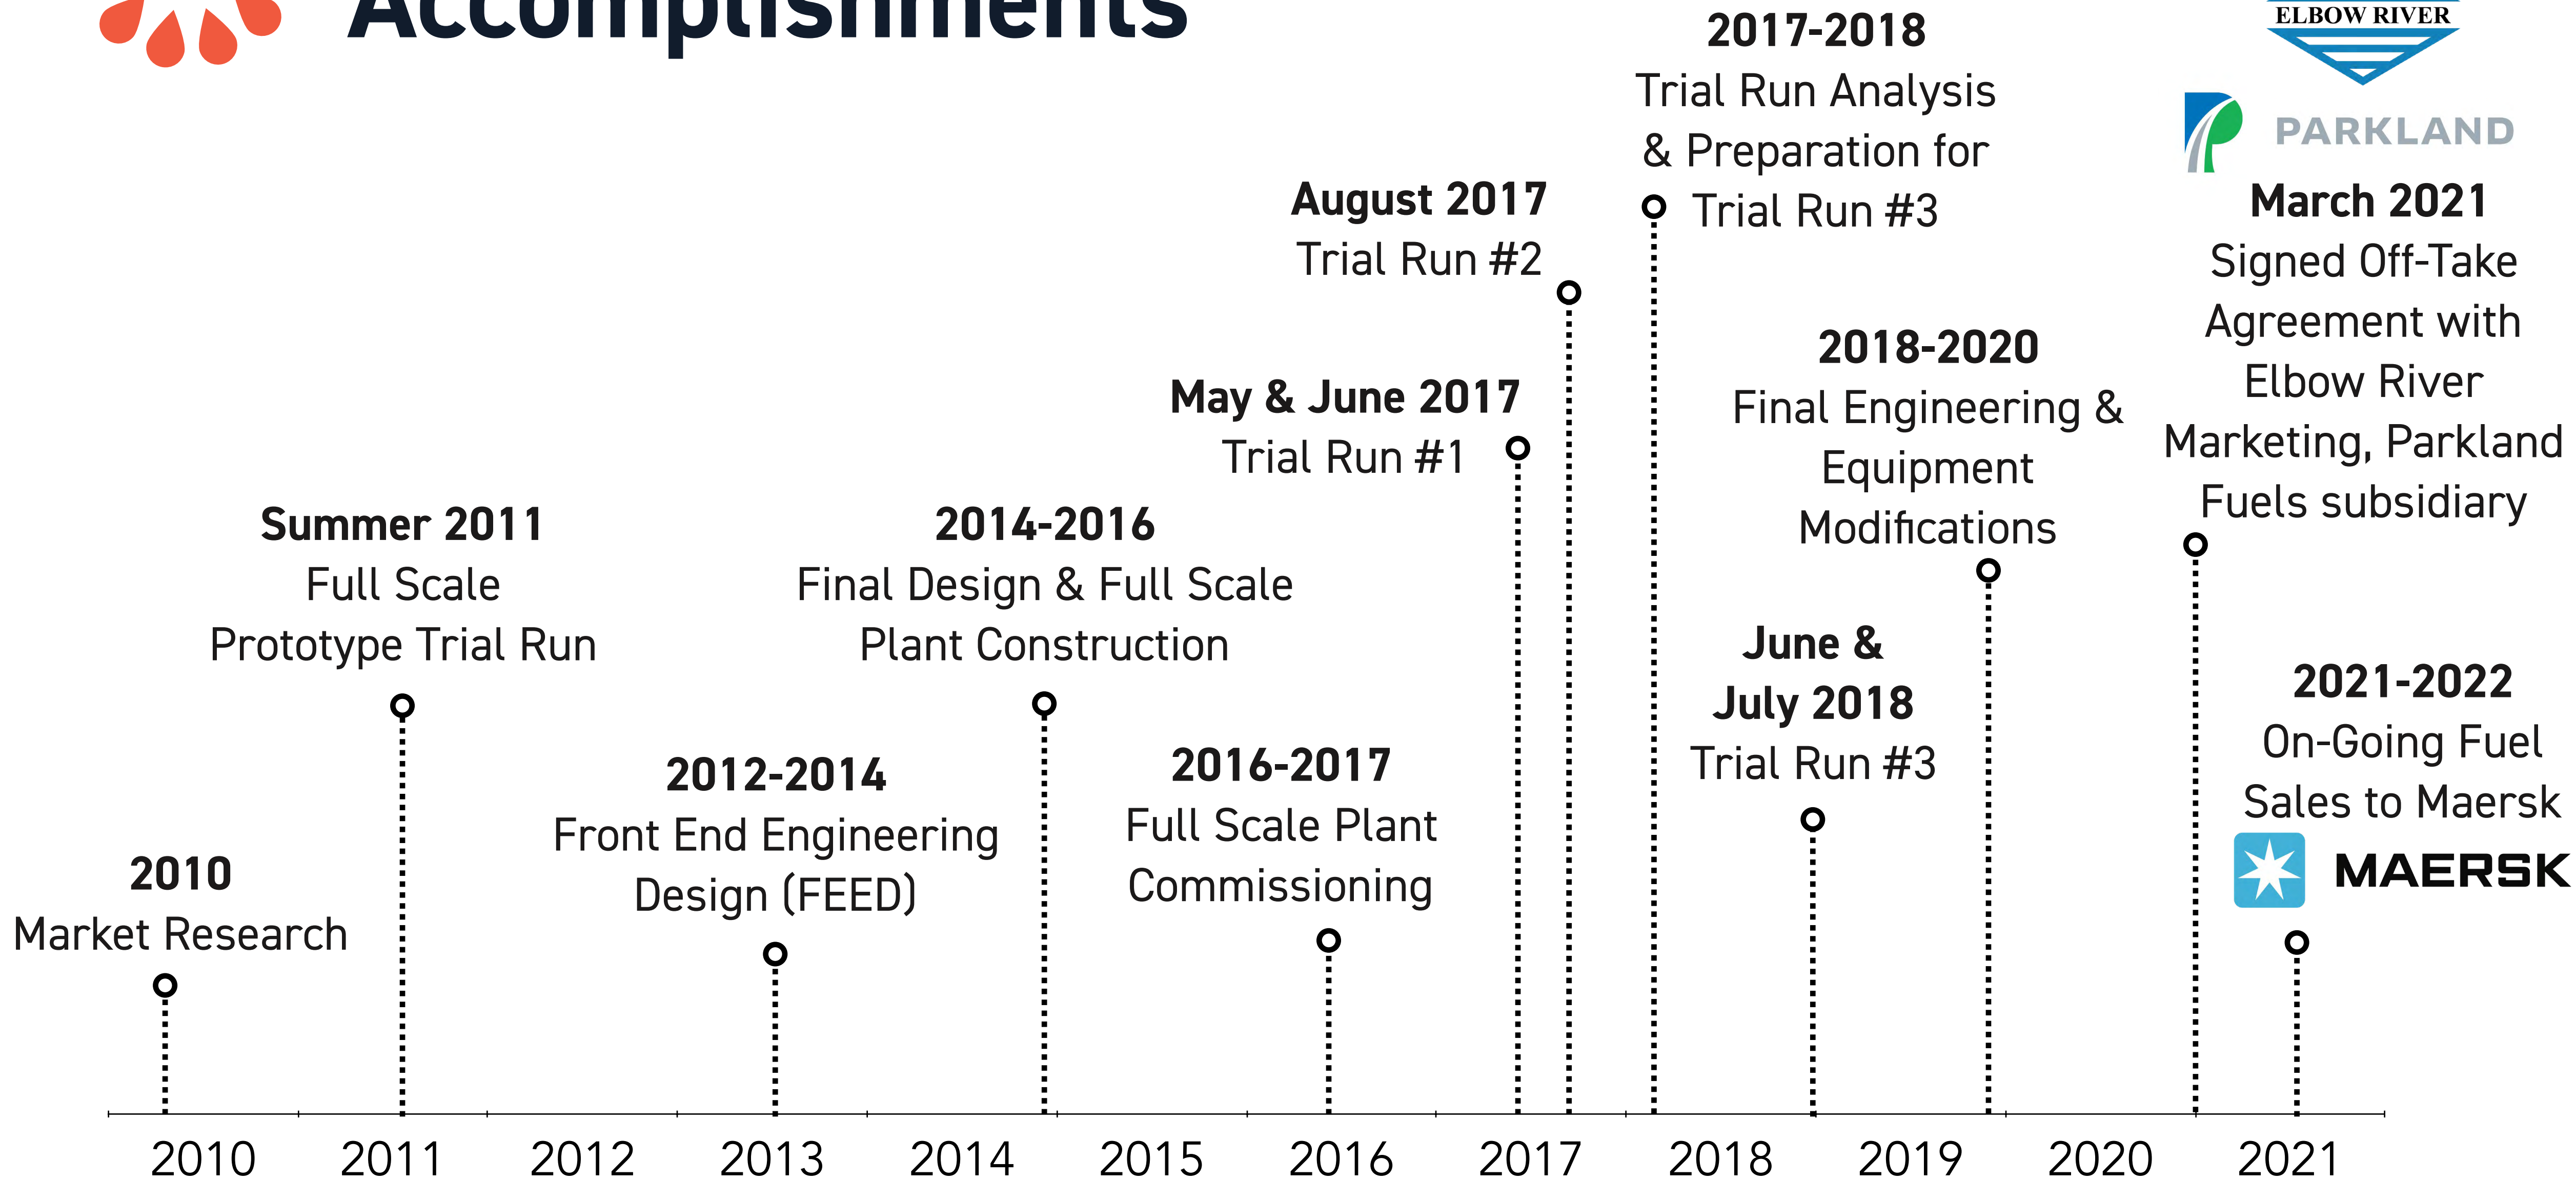 Accomplishments
2010
Market Research
Summer 2011
Full Scale
Prototype Trial Run
2012-2014
Front End Engineering
Design (FEED)
2014-2016
Final Design & Full Scale
Plant Construction
2016-2017
Full Scale Plant
Commissioning
May & June 2017
Trial Run #1
August 2017
Trial Run #2
2017-2018
Trial Run Analysis
& Preparation for
Trial Run #3
June &
July 2018
Trial Run #3
2018-2020
Final Engineering &
Equipment
Modifications
ELBOW RIVER
PARKLAND
March 2021
Signed Off-Take
Agreement with
Elbow River
Marketing, Parkland
Fuels subsidiary
2021-2022
On-Going Fuel
Sales to Maersk
MAERSK
2010 2011 2012 2013 2014 2015 2016 2017 2018 2019 2020 2021